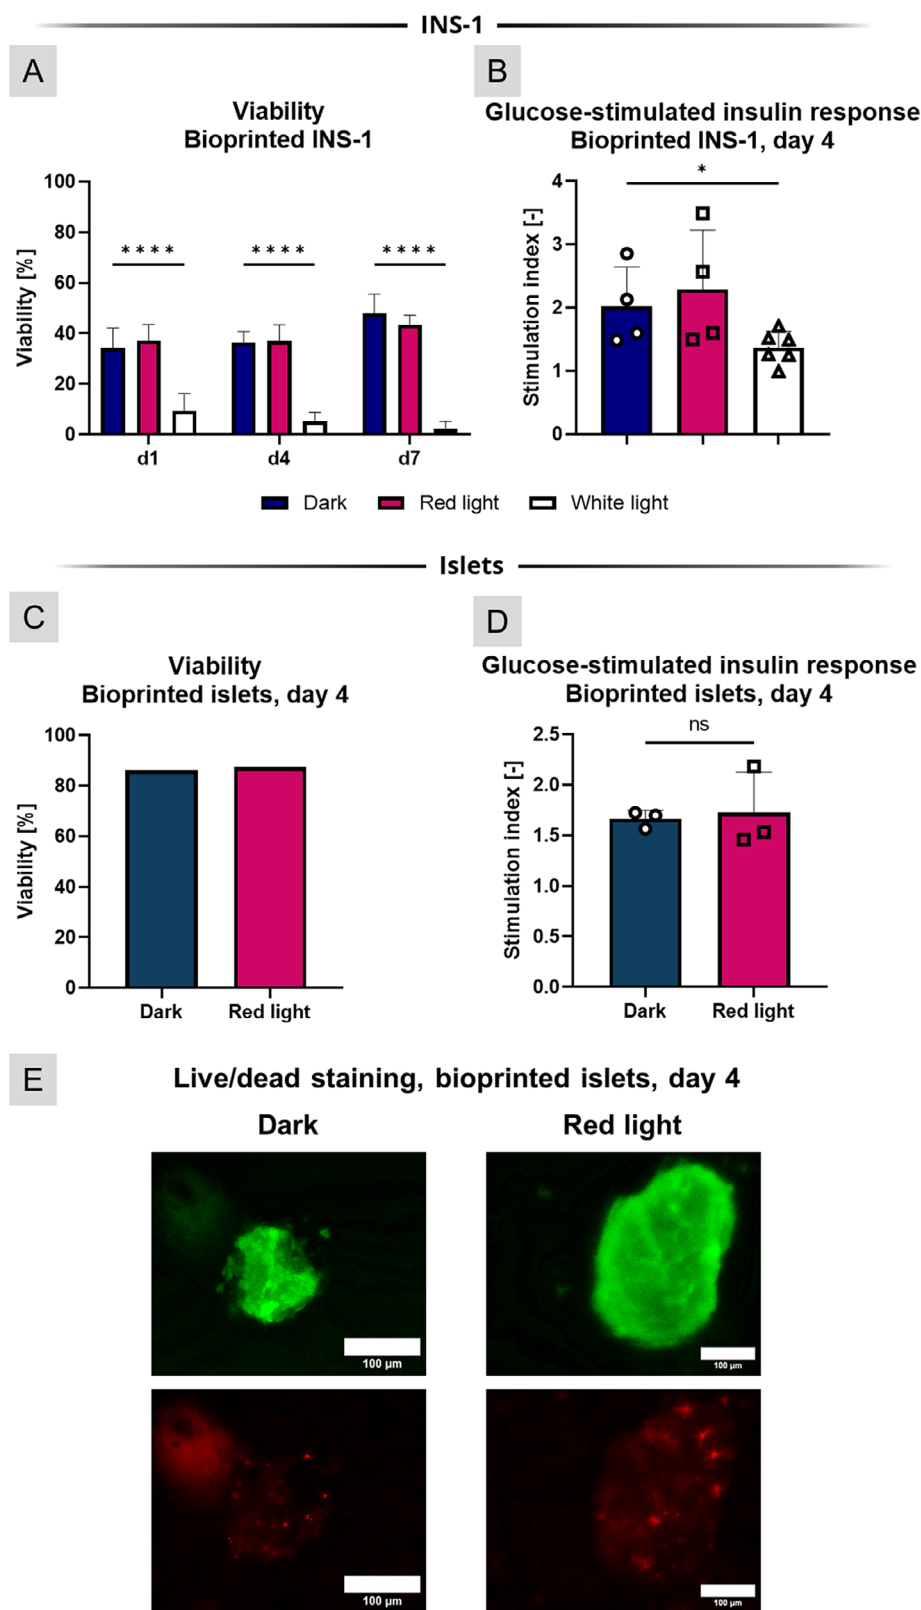 INS-1
A
Viability
Bioprinted INS-1
Viability [%]
100
80
60
40
20
0
****
****
****
d1
d4
d7
B
Glucose-stimulated insulin response
Bioprinted INS-1, day 4
Stimulation index [-]
4
3
2
1
0
*
Dark
Red light
White light
Islets
C
Viability
Bioprinted islets, day 4
Viability [%]
100
80
60
40
20
0
Dark
Red light
D
Glucose-stimulated insulin response
Bioprinted islets, day 4
Stimulation index [-]
2.5
2.0
1.5
1.0
0.5
0.0
ns
Dark
Red light
E
Live/dead staining, bioprinted islets, day 4
Dark
Red light
100 µm
100 µm
100 µm
100 µm